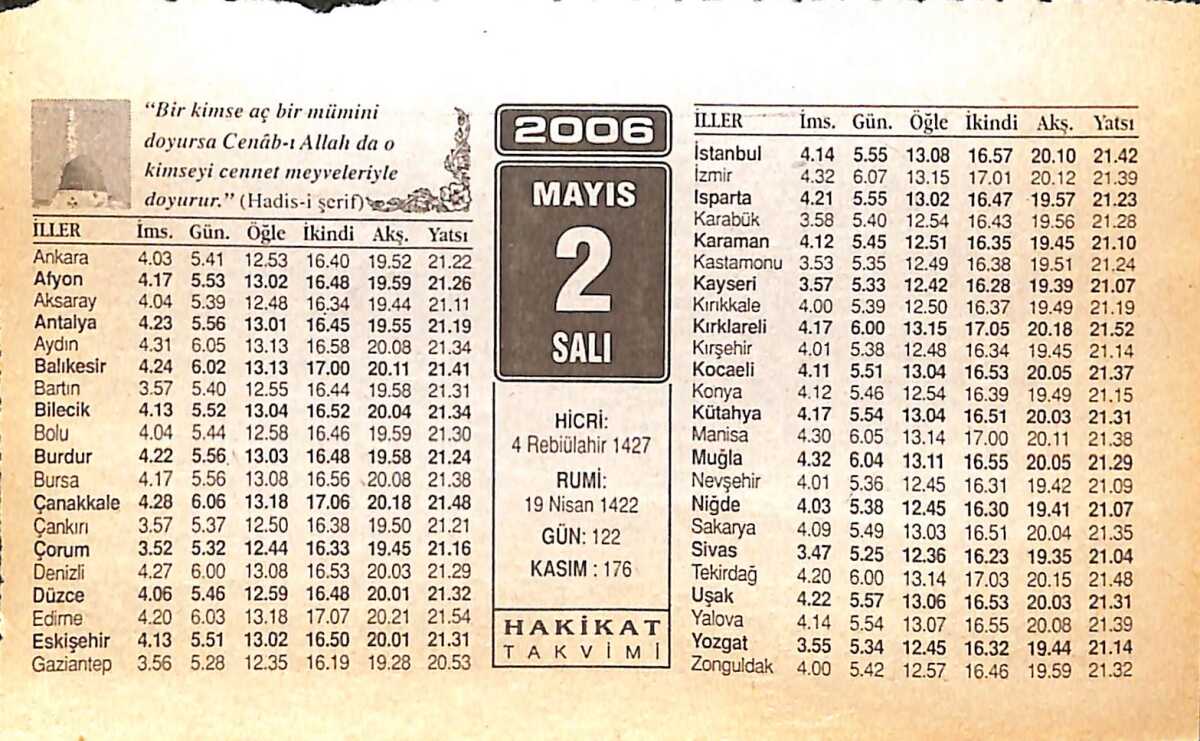 “Bir kimse aç bir mümini
doyursa Cenâb-ı Allah da o
kimseyi cennet meyveleriyle
doyurur.” (Hadis-i şerif)
İLLER İms. Gün. Öğle İkindi Akş. Yatsı
Ankara 4.03 5.41 12.53 16.40 19.52 21.22
Afyon 4.17 5.53 13.02 16.48 19.59 21.26
Aksaray 4.04 5.39 12.48 16.34 19.44 21.11
Antalya 4.23 5.56 13.01 16.45 19.55 21.19
Aydın 4.31 6.05 13.13 16.58 20.08 21.34
Balıkesir 4.24 6.02 13.13 17.00 20.11 21.41
Bartın 3.57 5.40 12.55 16.44 19.58 21.31
Bilecik 4.13 5.52 13.04 16.52 20.04 21.34
Bolu 4.04 5.44 12.58 16.46 19.59 21.30
Burdur 4.22 5.56 13.03 16.48 19.58 21.24
Bursa 4.17 5.56 13.08 16.56 20.08 21.38
Çanakkale 4.28 6.06 13.18 17.06 20.18 21.48
Çankırı 3.57 5.37 12.50 16.38 19.50 21.21
Çorum 3.52 5.32 12.44 16.33 19.45 21.16
Denizli 4.27 6.00 13.08 16.53 20.03 21.29
Düzce 4.06 5.46 12.59 16.48 20.01 21.32
Edirne 4.20 6.03 13.18 17.07 20.21 21.54
Eskişehir 4.13 5.51 13.02 16.50 20.01 21.31
Gaziantep 3.56 5.28 12.35 16.19 19.28 20.53
2006
MAYIS
2
SALI
HİCRİ:
4 Rebiülahir 1427
RUMİ:
19 Nisan 1422
GÜN: 122
KASIM : 176
HAKİKAT
TAKVİMİ
İLLER İms. Gün. Öğle İkindi Akş. Yatsı
İstanbul 4.14 5.55 13.08 16.57 20.10 21.42
İzmir 4.32 6.07 13.15 17.01 20.12 21.39
Isparta 4.21 5.55 13.02 16.47 19.57 21.23
Karabük 3.58 5.40 12.54 16.43 19.56 21.28
Karaman 4.12 5.45 12.51 16.35 19.45 21.10
Kastamonu 3.53 5.35 12.49 16.38 19.51 21.24
Kayseri 3.57 5.33 12.42 16.28 19.39 21.07
Kırıkkale 4.00 5.39 12.50 16.37 19.49 21.19
Kırklareli 4.17 6.00 13.15 17.05 20.18 21.52
Kırşehir 4.01 5.38 12.48 16.34 19.45 21.14
Kocaeli 4.11 5.51 13.04 16.53 20.05 21.37
Konya 4.12 5.46 12.54 16.39 19.49 21.15
Kütahya 4.17 5.54 13.04 16.51 20.03 21.31
Manisa 4.30 6.05 13.14 17.00 20.11 21.38
Muğla 4.32 6.04 13.11 16.55 20.05 21.29
Nevşehir 4.01 5.36 12.45 16.31 19.42 21.09
Niğde 4.03 5.38 12.45 16.30 19.41 21.07
Sakarya 4.09 5.49 13.03 16.51 20.04 21.35
Sivas 3.47 5.25 12.36 16.23 19.35 21.04
Tekirdağ 4.20 6.00 13.14 17.03 20.15 21.48
Uşak 4.22 5.57 13.06 16.53 20.03 21.31
Yalova 4.14 5.54 13.07 16.55 20.08 21.39
Yozgat 3.55 5.34 12.45 16.32 19.44 21.14
Zonguldak 4.00 5.42 12.57 16.46 19.59 21.32